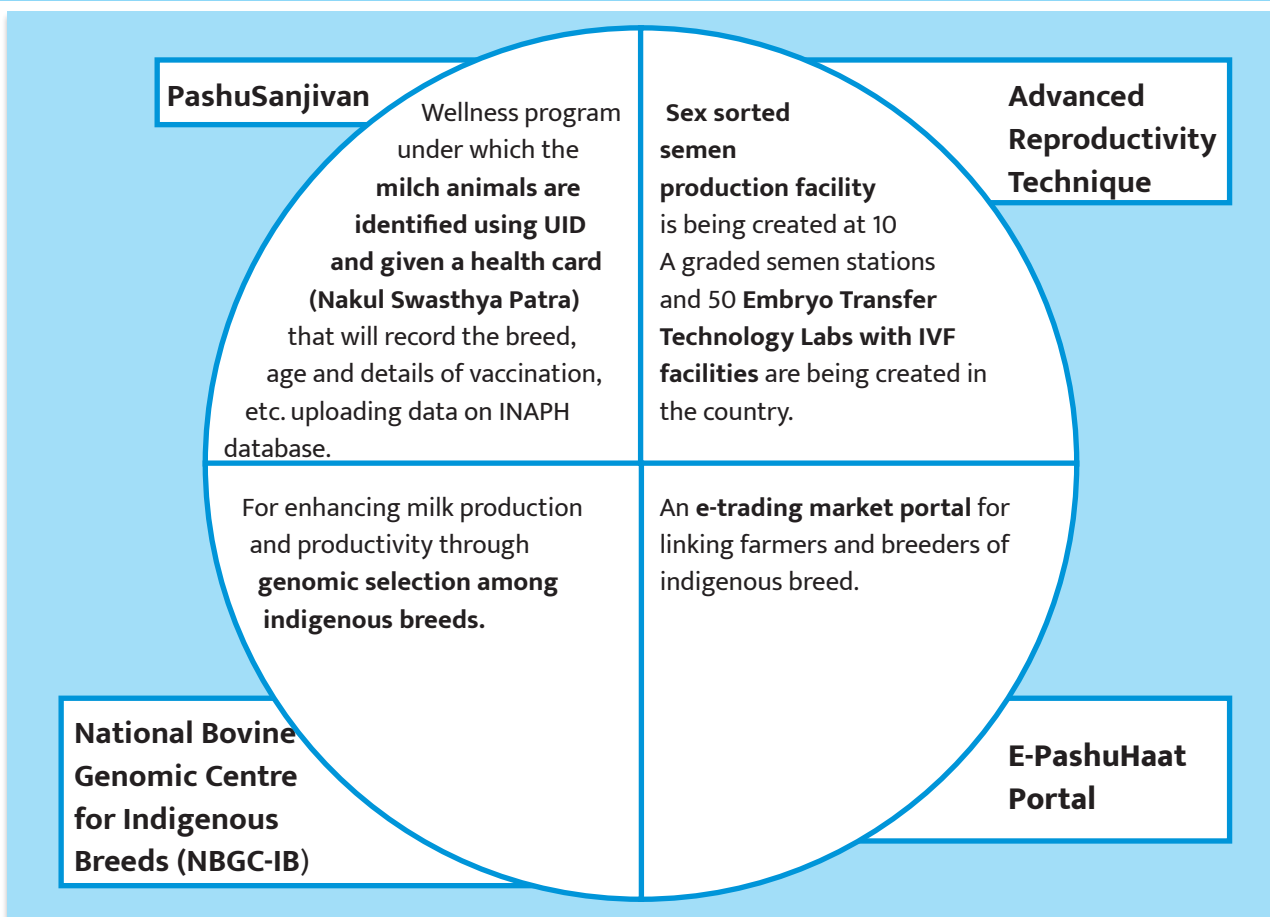 PashuSanjivan
Wellness program
under which the
milch animals are
identified using UID
and given a health card
(Nakul Swasthya Patra)
that will record the breed,
age and details of vaccination,
etc. uploading data on INAPH
database.
Advanced
Reproductivity
Technique
Sex sorted
semen
production facility
is being created at 10
A graded semen stations
and 50 Embryo Transfer
Technology Labs with IVF
facilities are being created in
the country.
National Bovine
Genomic Centre
for Indigenous
Breeds (NBGC-IB)
For enhancing milk production
and productivity through
genomic selection among
indigenous breeds.
E-PashuHaat
Portal
An e-trading market portal for
linking farmers and breeders of
indigenous breed.